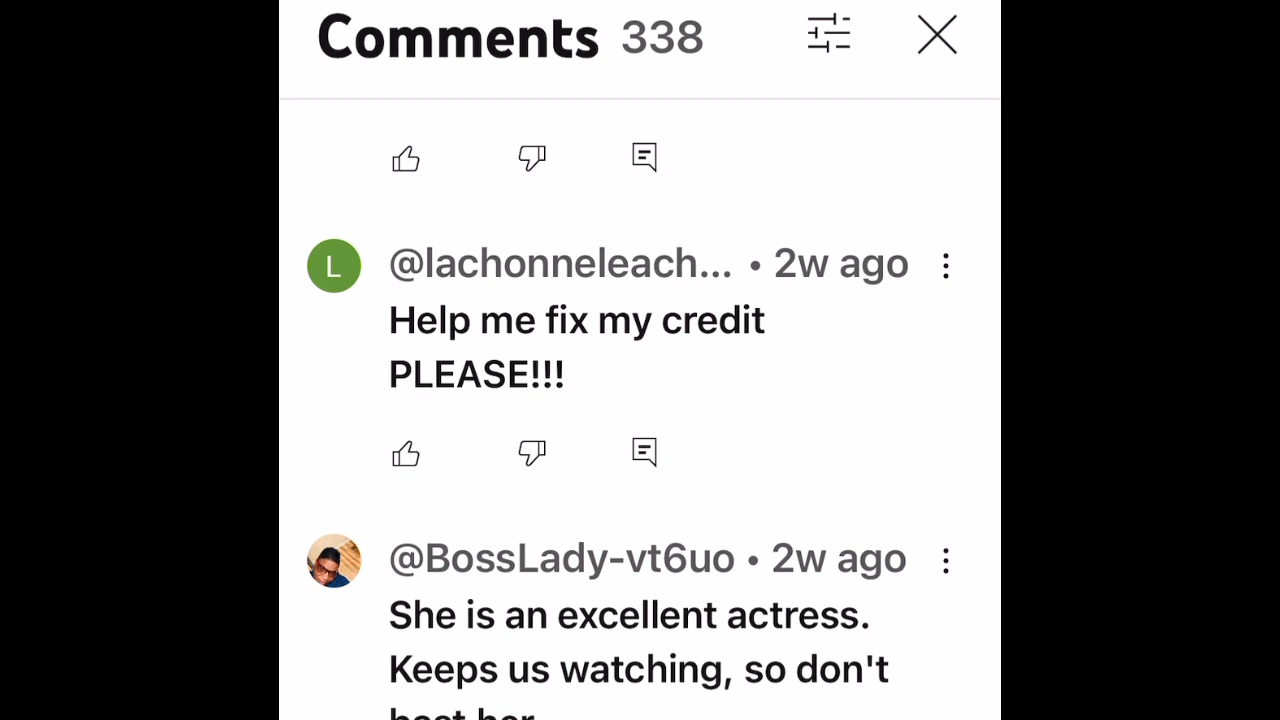 Comments 338
L
@lachonneleach... • 2w ago
Help me fix my credit
PLEASE!!!
@BossLady-vt6uo • 2w ago
She is an excellent actress.
Keeps us watching, so don't
her